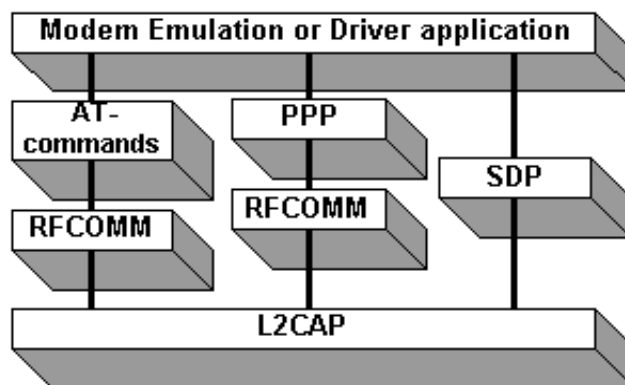 Modem Emulation or Driver application
AT-
commands
PPP
SDP
RFCOMM
RFCOMM
L2CAP